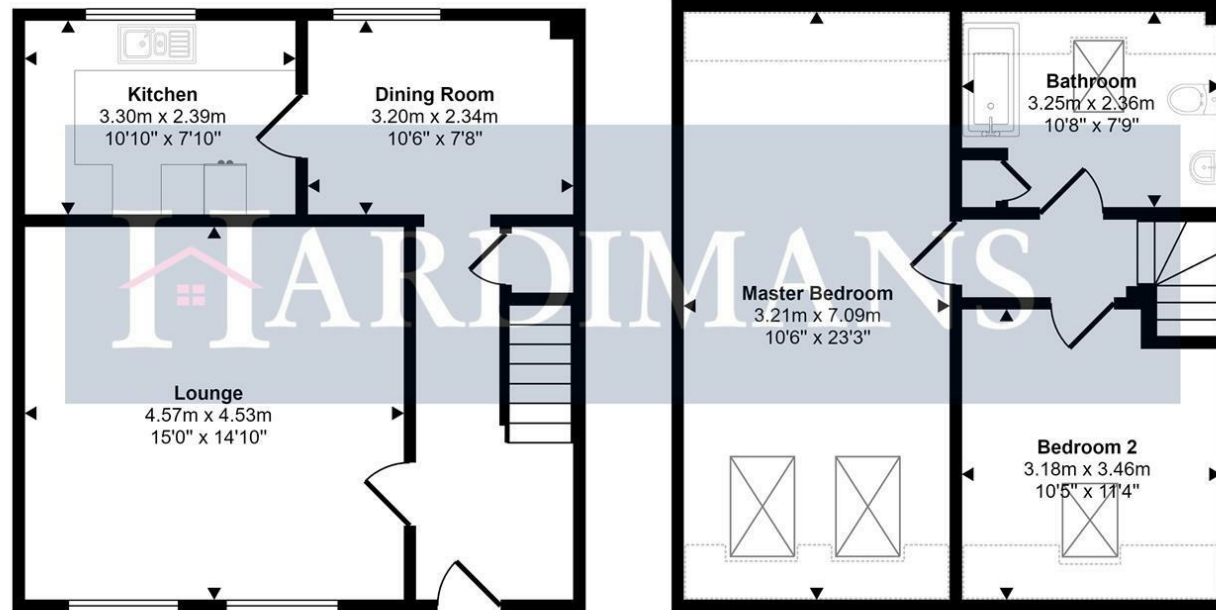 Kitchen
3.30m x 2.39m
10'10" x 7'10"
Dining Room
3.20m x 2.34m
10'6" x 7'8"
Lounge
4.57m x 4.53m
15'0" x 14'10"
Master Bedroom
3.21m x 7.09m
10'6" x 23'3"
Bathroom
3.25m x 2.36m
10'8" x 7'9"
Bedroom 2
3.18m x 3.46m
10'5" x 11'4"
HARDIMANS